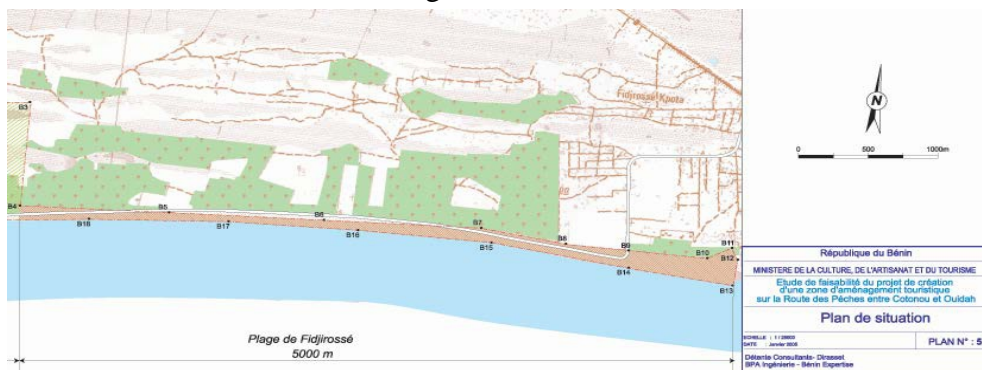 B3
Fidjrossè Kpota
N
0 500 1000m
B4
B5
B6
B7
B8
B9
B10
B11
B12
B18
B17
B16
B15
B14
B13
Plage de Fidjirossé
5000 m
République du Bénin
MINISTERE DE LA CULTURE, DE L'ARTISANAT ET DU TOURISME
Etude de faisabilité du projet de création
d'une zone d'aménagement touristique
sur la Route des Pêches entre Cotonou et Ouidah
Plan de situation
PLAN N° : 5
Détente Consultants- Dirasset
BPA Ingénierie - Bénin Expertise